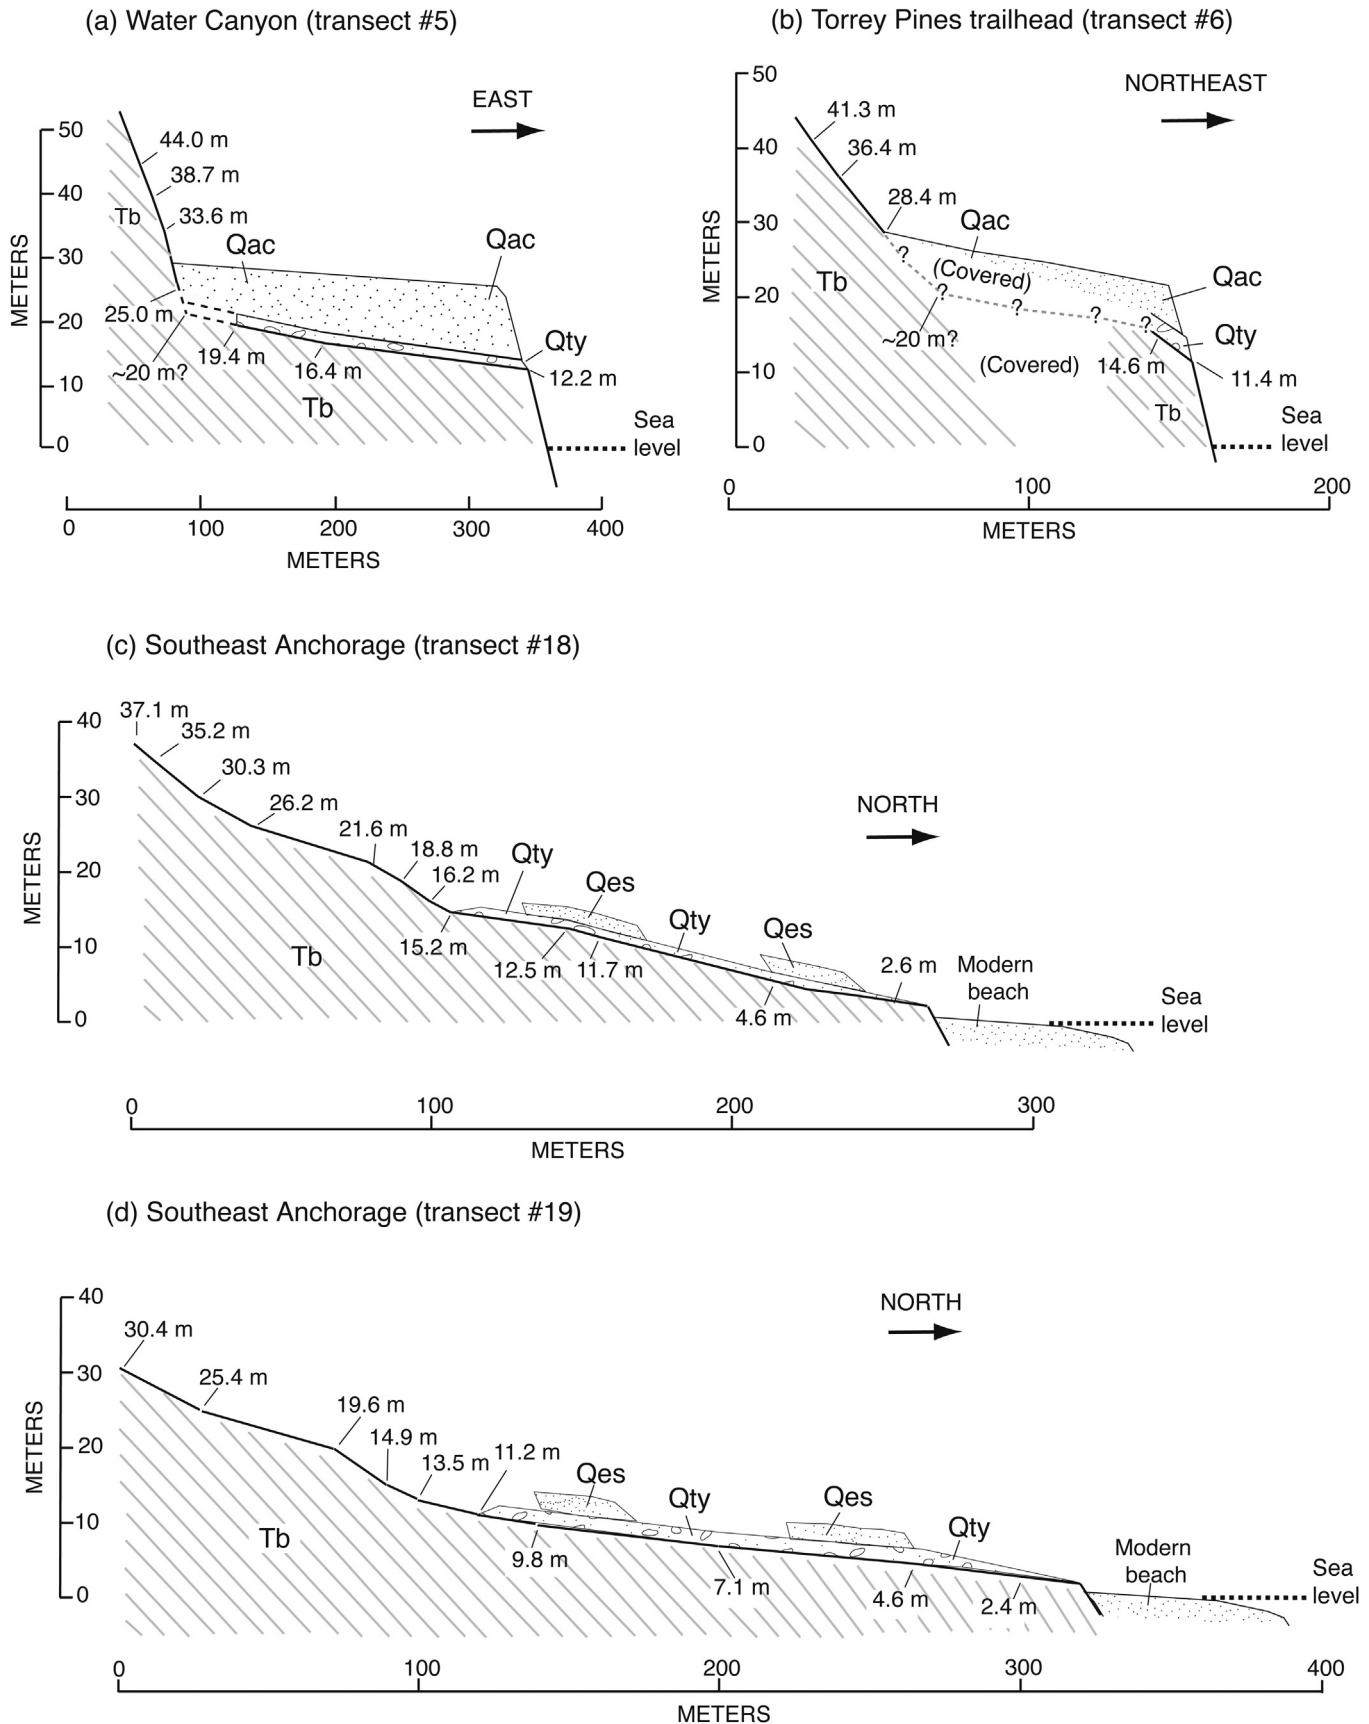 (a) Water Canyon (transect #5)
EAST
50
40
30
20
10
0
METERS
44.0 m
38.7 m
33.6 m
Tb
Qac
Qac
25.0 m
~20 m?
19.4 m
16.4 m
Qty
12.2 m
Tb
Sea
level
0
100
200
300
400
METERS
(b) Torrey Pines trailhead (transect #6)
NORTHEAST
50
40
30
20
10
0
METERS
41.3 m
36.4 m
28.4 m
Qac
?
(Covered)
?
?
?
?
Qac
Tb
~20 m?
(Covered)
14.6 m
Qty
11.4 m
Tb
Sea
level
0
100
200
METERS
(c) Southeast Anchorage (transect #18)
40
30
20
10
0
METERS
37.1 m
35.2 m
30.3 m
26.2 m
21.6 m
18.8 m
16.2 m
NORTH
Qty
Qes
Qty
Qes
15.2 m
12.5 m
11.7 m
4.6 m
2.6 m
Tb
Modern
beach
Sea
level
0
100
200
300
METERS
(d) Southeast Anchorage (transect #19)
40
30
20
10
0
METERS
30.4 m
25.4 m
19.6 m
14.9 m
13.5 m
11.2 m
NORTH
Qes
Qty
Qes
Qty
Tb
9.8 m
7.1 m
4.6 m
2.4 m
Modern
beach
Sea
level
0
100
200
300
400
METERS